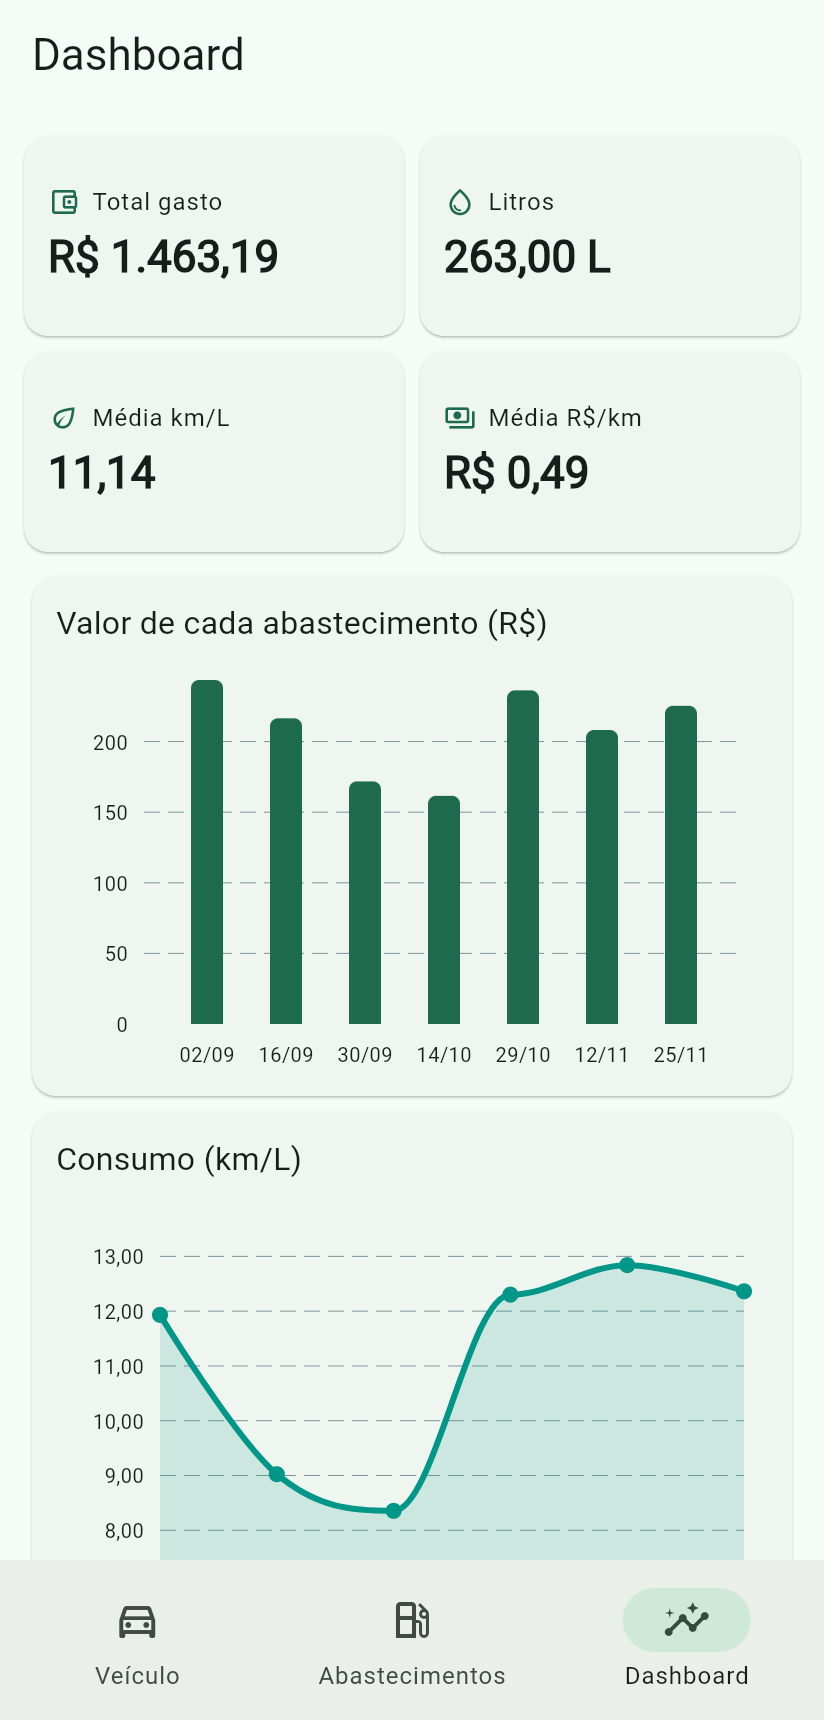 Dashboard
Total gasto
R$ 1.463,19
Litros
263,00 L
Média km/L
11,14
Média R$/km
R$ 0,49
Valor de cada abastecimento (R$)
200
150
100
50
0
02/09 16/09 30/09 14/10 29/10 12/11 25/11
Consumo (km/L)
13,00
12,00
11,00
10,00
9,00
8,00
Veículo Abastecimentos Dashboard